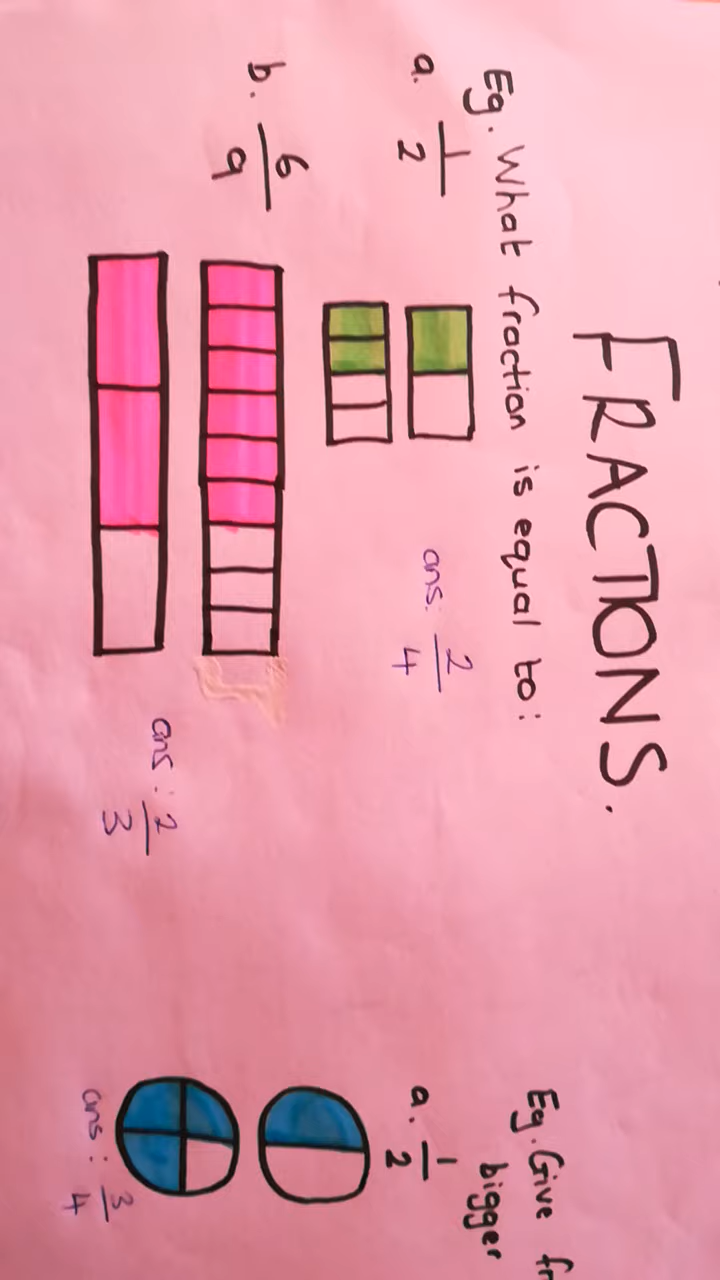 FRACTIONS.
Eg. What fraction is equal to:
a. 1/2
ans: 2/4
b. 6/9
ans: 2/3
Eg. Give
bigger
a. 1/2
ans: 3/4